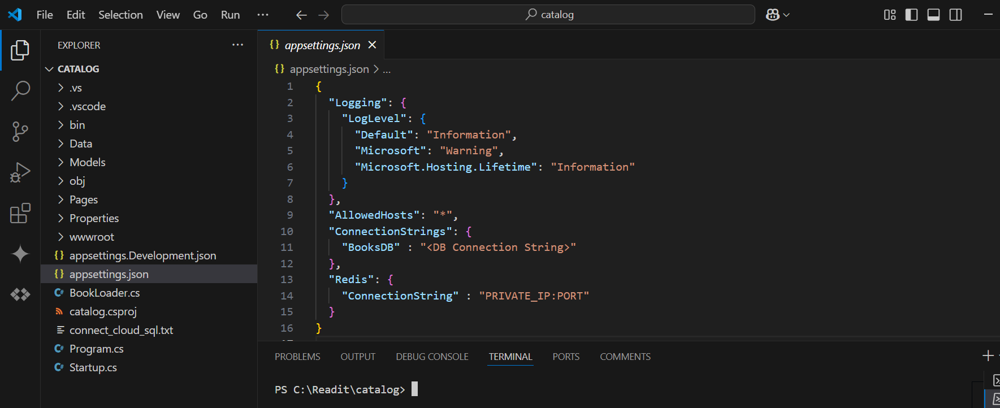 File Edit Selection View Go Run ... catalog
EXPLORER ...
CATALOG
.vs
.vscode
bin
Data
Models
obj
Pages
Properties
wwwroot
appsettings.Development.json
appsettings.json
BookLoader.cs
catalog.csproj
connect_cloud_sql.txt
Program.cs
Startup.cs
{} appsettings.json ×
{} appsettings.json > ...
1 {
2 "Logging": {
3 "LogLevel": {
4 "Default": "Information",
5 "Microsoft": "Warning",
6 "Microsoft.Hosting.Lifetime": "Information"
7 }
8 },
9 "AllowedHosts": "*",
10 "ConnectionStrings": {
11 "BooksDB" : "<DB Connection String>"
12 },
13 "Redis": {
14 "ConnectionString" : "PRIVATE_IP:PORT"
15 }
16 }
PROBLEMS OUTPUT DEBUG CONSOLE TERMINAL PORTS COMMENTS
PS C:\Readit\catalog>